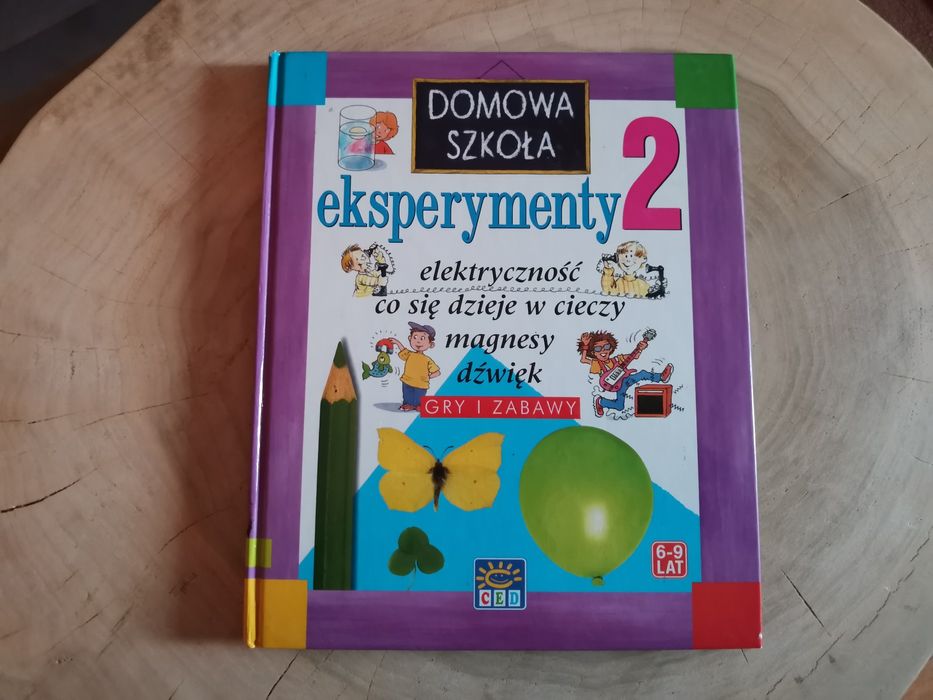 DOMOWA
SZKOŁA
eksperymenty 2
elektryczność
co się dzieje w cieczy
magnesy
dźwięk
GRY I ZABAWY
6-9
LAT
CED